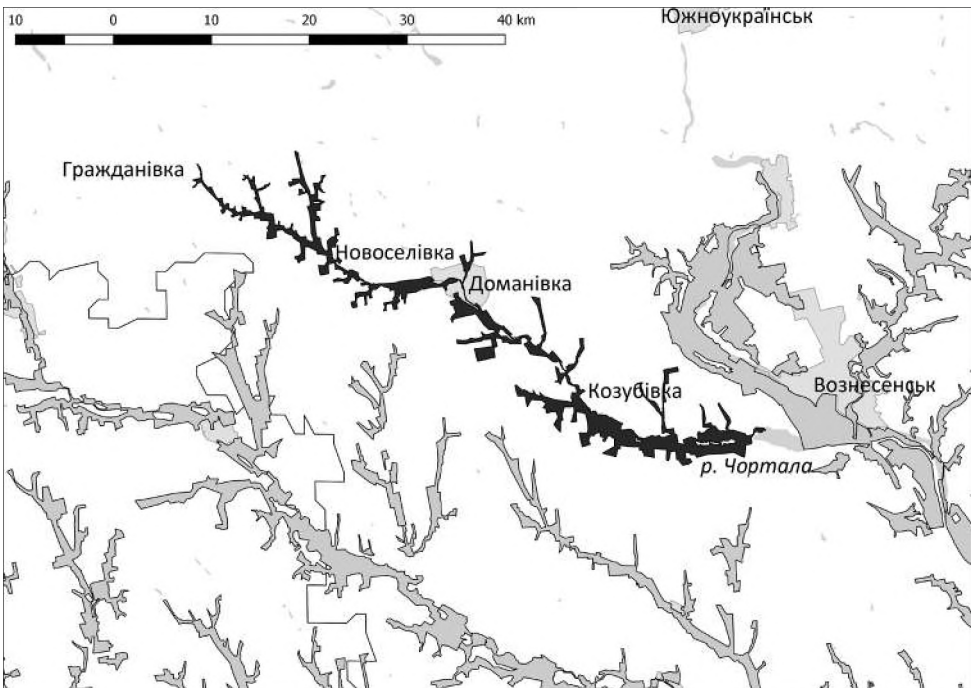 10 0 10 20 30 40 km
Южноукраїнськ
Гражданівка
Новоселівка
Доманівка
Козубівка
Вознесенськ
р. Чортала